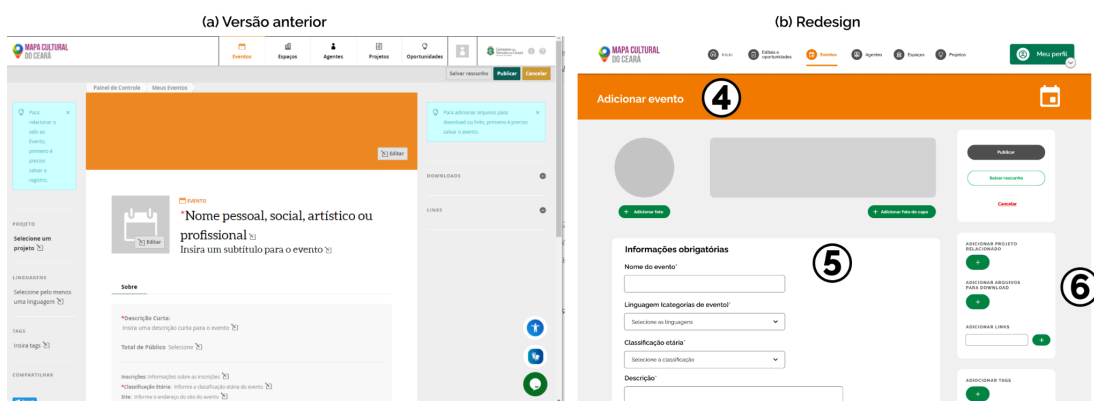 (a) Versão anterior
MAPA CULTURAL
DO CEARÁ
Eventos
Espaços
Agentes
Projetos
Oportunidades
Salvar rascunho
Publicar
Cancelar
Painel de Controle
Meus Eventos
Para
relacionar o
selo ao
Evento,
primeiro é
preciso
salvar o
registro.
×
Editar
Para adicionar arquivos para
download ou link, primeiro é preciso
salvar o evento.
×
DOWNLOADS
LINKS
PROJETO
Selecione um
projeto
LINGUAGENS
Selecione pelo menos
uma linguagem
TAGS
Insira tags
COMPARTILHAR
Editar
EVENTO
*Nome pessoal, social, artístico ou
profissional
Insira um subtítulo para o evento
Sobre
*Descrição Curta:
Insira uma descrição curta para o evento
Total de Público Selecione
Inscrições: Informações sobre as inscrições
*Classificação Etária: Informe a classificação etária do evento
Site: Informe o endereço do site do evento
(b) Redesign
MAPA CULTURAL
DO CEARÁ
Início
Editais e
oportunidades
Eventos
Agentes
Espaços
Projetos
Meu perfil
Adicionar evento
4
+ Adicionar foto
+ Adicionar foto de capa
Publicar
Salvar rascunho
Cancelar
Informações obrigatórias
5
Nome do evento*
Linguagem (categorias de evento)*
Selecione as linguagens
Classificação etária*
Selecione a classificação
Descrição*
ADICIONAR PROJETO
RELACIONADO
+
ADICIONAR ARQUIVOS
PARA DOWNLOAD
+
6
ADICIONAR LINKS
+
ADIOCIONAR TAGS
+